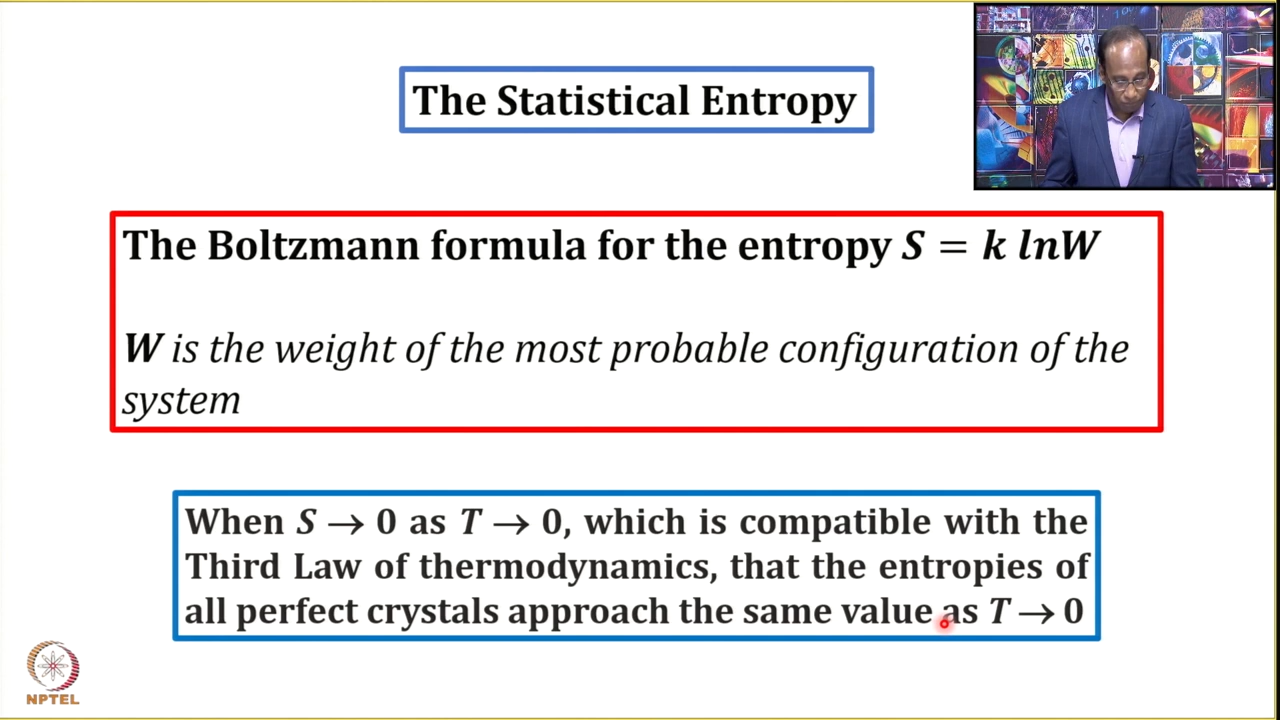 The Statistical Entropy
The Boltzmann formula for the entropy S = k lnW
W is the weight of the most probable configuration of the
system
When S → 0 as T → 0, which is compatible with the
Third Law of thermodynamics, that the entropies of
all perfect crystals approach the same value as T → 0
NPTEL